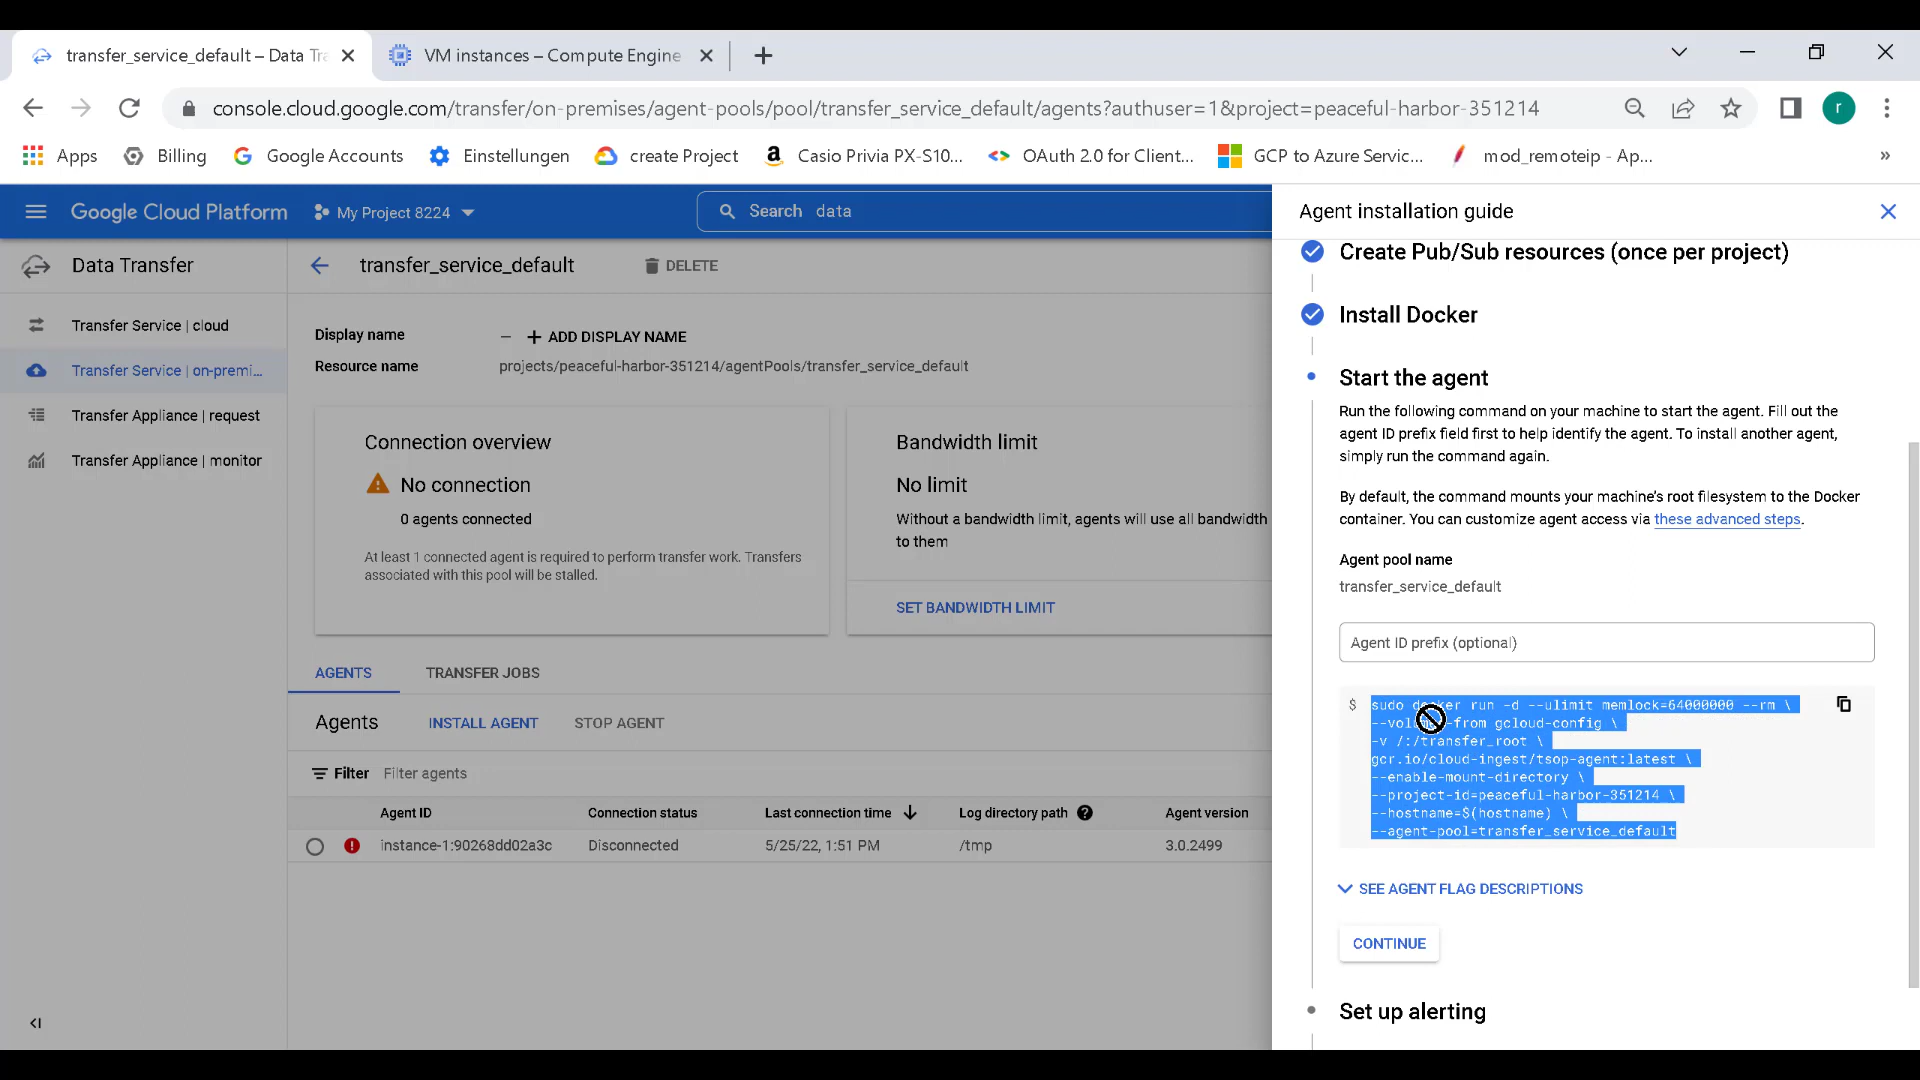 transfer_service_default – Data Tra
VM instances – Compute Engine
console.cloud.google.com/transfer/on-premises/agent-pools/pool/transfer_service_default/agents?authuser=1&project=peaceful-harbor-351214
r
Apps
Billing
Google Accounts
Einstellungen
create Project
Casio Privia PX-S10...
OAuth 2.0 for Client...
GCP to Azure Servic...
mod_remoteip - Ap...
»
Google Cloud Platform
My Project 8224
Search data
Data Transfer
Transfer Service | cloud
Transfer Service | on-premi...
Transfer Appliance | request
Transfer Appliance | monitor
transfer_service_default
DELETE
Display name
– + ADD DISPLAY NAME
Resource name
projects/peaceful-harbor-351214/agentPools/transfer_service_default
Connection overview
No connection
0 agents connected
At least 1 connected agent is required to perform transfer work. Transfers
associated with this pool will be stalled.
Bandwidth limit
No limit
Without a bandwidth limit, agents will use all bandwidth
to them
SET BANDWIDTH LIMIT
AGENTS
TRANSFER JOBS
Agents
INSTALL AGENT
STOP AGENT
Filter Filter agents
Agent ID Connection status Last connection time Log directory path Agent version
instance-1:90268dd02a3c Disconnected 5/25/22, 1:51 PM /tmp 3.0.2499
Agent installation guide
Create Pub/Sub resources (once per project)
Install Docker
Start the agent
Run the following command on your machine to start the agent. Fill out the
agent ID prefix field first to help identify the agent. To install another agent,
simply run the command again.
By default, the command mounts your machine's root filesystem to the Docker
container. You can customize agent access via these advanced steps.
Agent pool name
transfer_service_default
Agent ID prefix (optional)
$ sudo docker run -d --ulimit memlock=64000000 --rm \
from gcloud-config \
-v /:/transfer_root \
gcr.io/cloud-ingest/tsop-agent:latest \
--enable-mount-directory \
--project-id=peaceful-harbor-351214 \
--hostname=$(hostname) \
--agent-pool=transfer_service_default
SEE AGENT FLAG DESCRIPTIONS
CONTINUE
Set up alerting